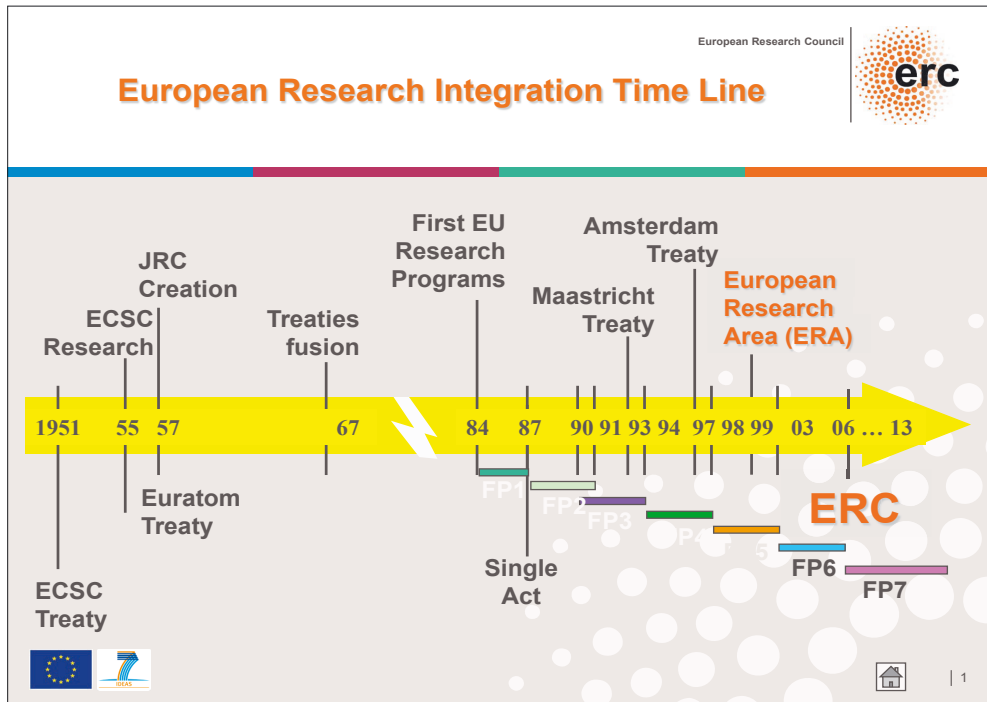 European Research Council
erc
European Research Integration Time Line
First EU
Research
Programs
Amsterdam
Treaty
JRC
Creation
European
Research
Area (ERA)
Maastricht
Treaty
ECSC
Research
Treaties
fusion
1951 55 57 67 84 87 90 91 93 94 97 98 99 03 06 ... 13
FP1
FP2
FP3
P4
5
FP6
FP7
ERC
Euratom
Treaty
Single
Act
ECSC
Treaty
7
IDEAS
| 1